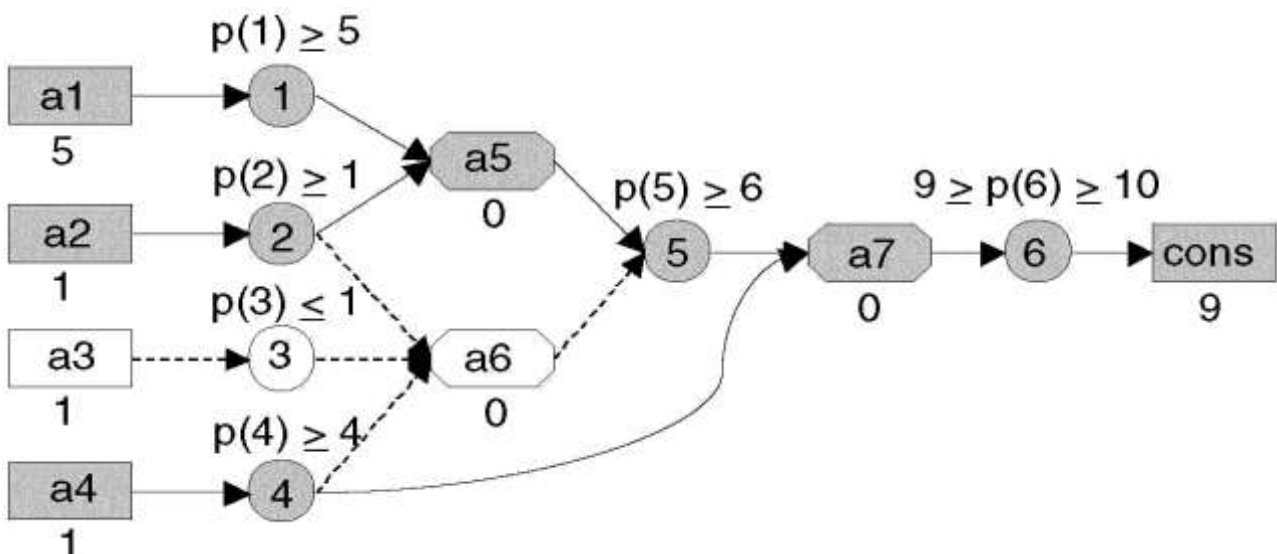 p(1) ≥ 5
a1
1
5
a5
0
p(2) ≥ 1
a2
2
1
p(5) ≥ 6
5
9 ≥ p(6) ≥ 10
a7
0
6
cons
9
p(3) ≤ 1
a3
3
1
a6
0
p(4) ≥ 4
a4
4
1